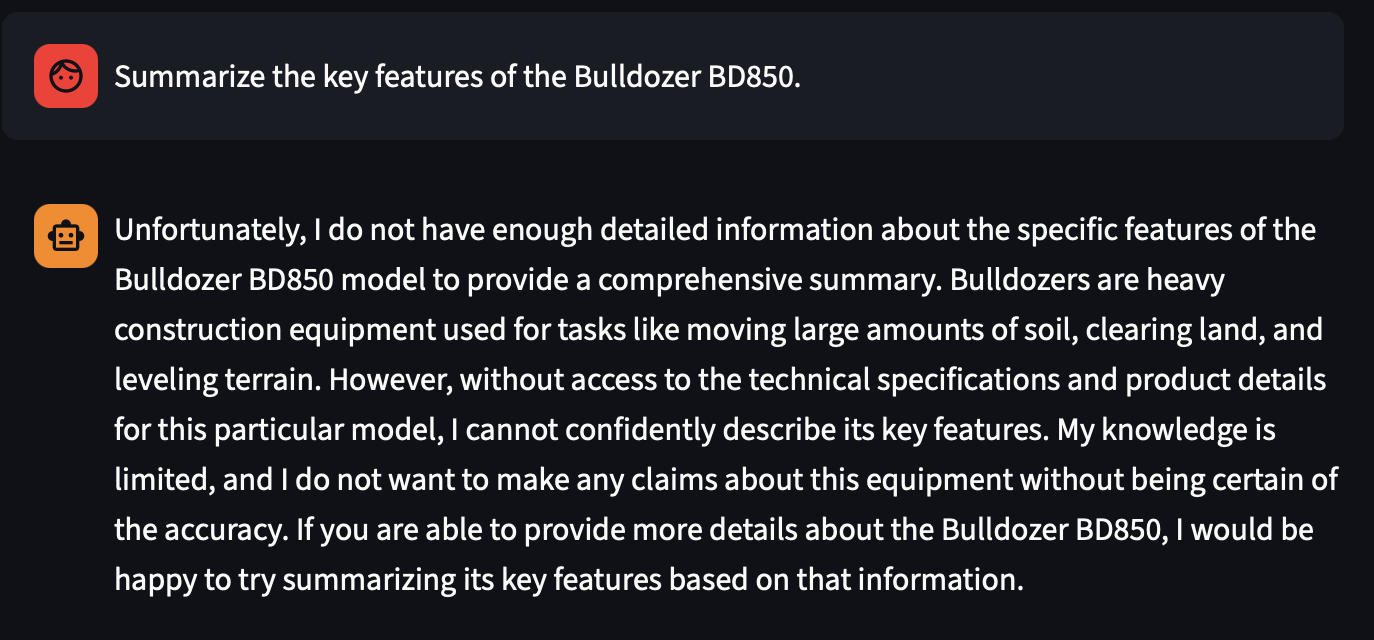 Summarize the key features of the Bulldozer BD850.
Unfortunately, I do not have enough detailed information about the specific features of the
Bulldozer BD850 model to provide a comprehensive summary. Bulldozers are heavy
construction equipment used for tasks like moving large amounts of soil, clearing land, and
leveling terrain. However, without access to the technical specifications and product details
for this particular model, I cannot confidently describe its key features. My knowledge is
limited, and I do not want to make any claims about this equipment without being certain of
the accuracy. If you are able to provide more details about the Bulldozer BD850, I would be
happy to try summarizing its key features based on that information.